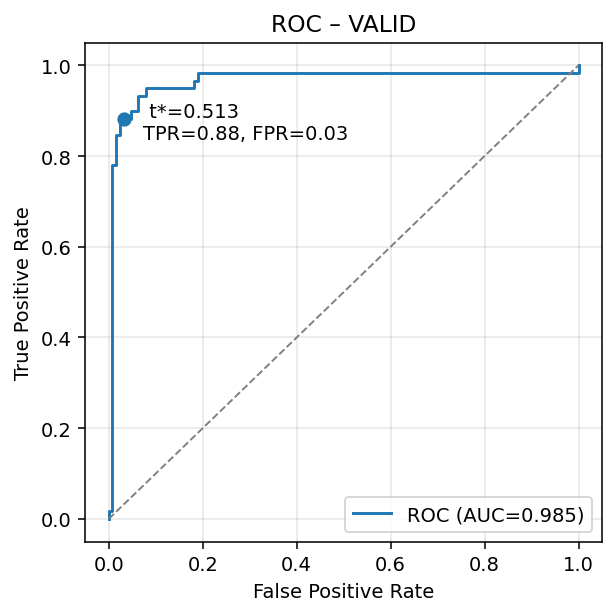 ROC – VALID
1.0
0.8
0.6
0.4
0.2
0.0
True Positive Rate
t*=0.513
TPR=0.88, FPR=0.03
ROC (AUC=0.985)
0.0 0.2 0.4 0.6 0.8 1.0
False Positive Rate